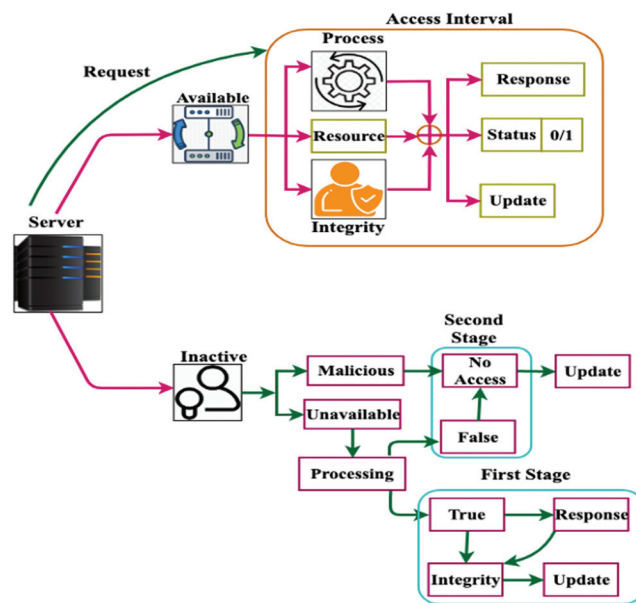 Access Interval
Process
Request
Available
Response
Resource
Status 0/1
Integrity
Update
Server
Second
Stage
Inactive
Malicious
No
Access
Update
Unavailable
False
Processing
First Stage
True
Response
Integrity
Update